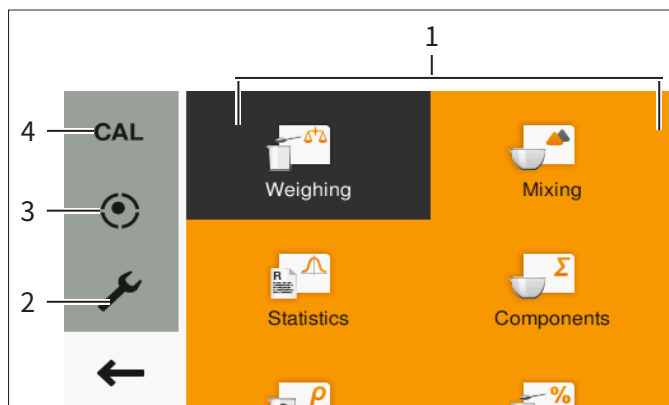 1
4 CAL
Weighing Mixing
3
R Σ
2
Statistics Components
ρ %